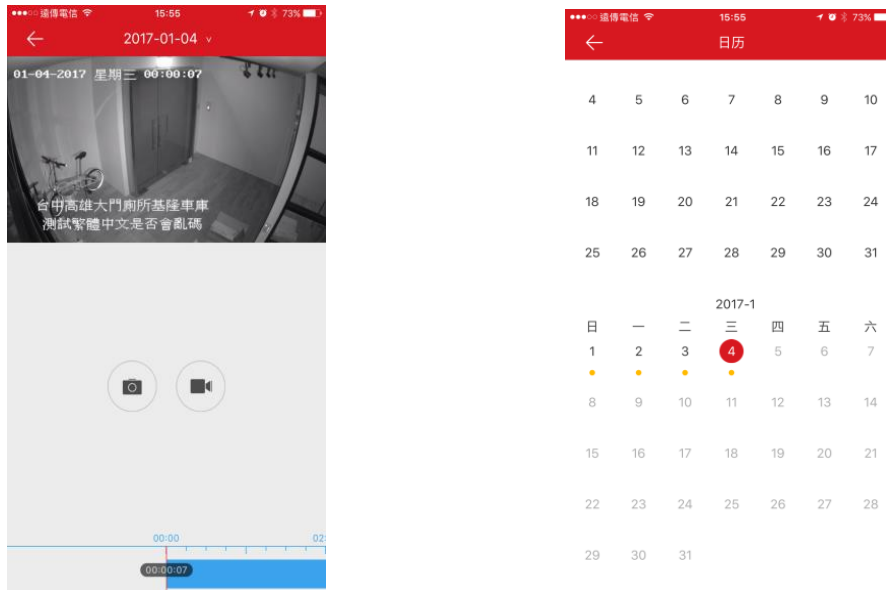 ●●●○○ 遠傳電信 15:55 73%
← 2017-01-04 ∨
01-04-2017 星期三 00:00:07
台中高雄大門廁所基隆車庫
測試繁體中文是否會亂碼
00:00 02:
00:00:07
●●●○○ 遠傳電信 15:55 73%
← 日历
4 5 6 7 8 9 10
11 12 13 14 15 16 17
18 19 20 21 22 23 24
25 26 27 28 29 30 31
2017-1
日 一 二 三 四 五 六
1 2 3 4 5 6 7
8 9 10 11 12 13 14
15 16 17 18 19 20 21
22 23 24 25 26 27 28
29 30 31